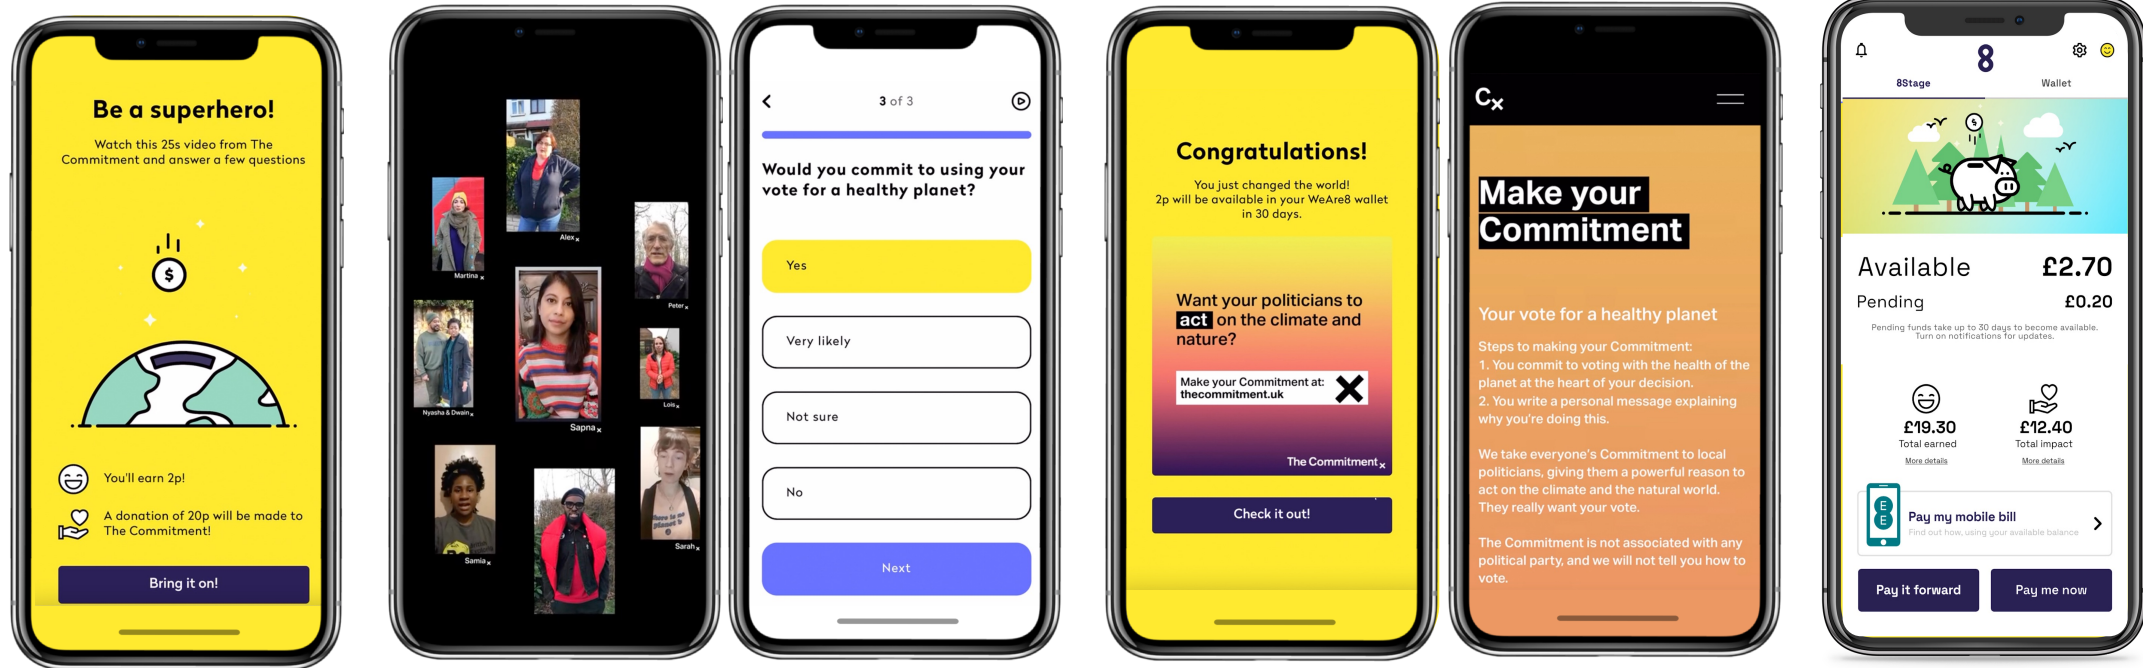 Be a superhero!
Watch this 25s video from The
Commitment and answer a few questions
$
You'll earn 2p!
A donation of 20p will be made to
The Commitment!
Bring it on!
Alex x
Martina x
Peter x
Nyasha & Dwain x
Sapna x
Lois x
Samia x
there is no
planet b
Sarah x
3 of 3
Would you commit to using your
vote for a healthy planet?
Yes
Very likely
Not sure
No
Next
Congratulations!
You just changed the world!
2p will be available in your WeAre8 wallet
in 30 days.
Want your politicians to
act on the climate and
nature?
Make your Commitment at:
thecommitment.uk
The Commitment x
Check it out!
Cx
Make your
Commitment
Your vote for a healthy planet
Steps to making your Commitment:
1. You commit to voting with the health of the
planet at the heart of your decision.
2. You write a personal message explaining
why you're doing this.
We take everyone's Commitment to local
politicians, giving them a powerful reason to
act on the climate and the natural world.
They really want your vote.
The Commitment is not associated with any
political party, and we will not tell you how to
vote.
8
8Stage Wallet
$
Available £2.70
Pending £0.20
Pending funds take up to 30 days to become available.
Turn on notifications for updates.
£19.30 £12.40
Total earned Total impact
More details More details
E
E
Pay my mobile bill
Find out how, using your available balance
Pay it forward Pay me now